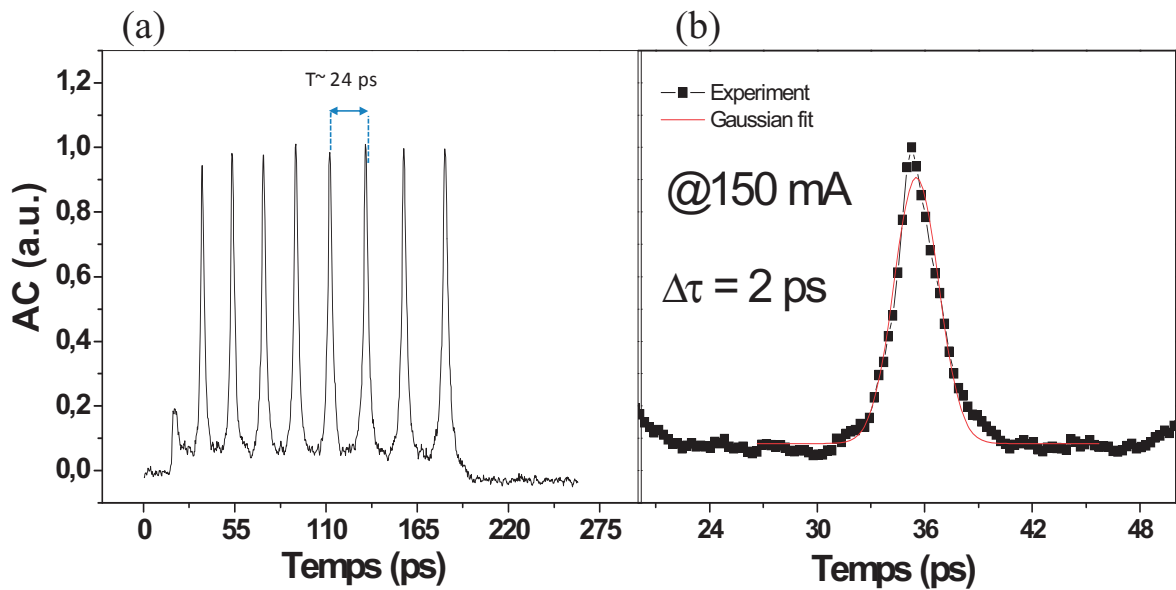 (a)
(b)
T~ 24 ps
1,2
1,0
0,8
0,6
0,4
0,2
0,0
AC (a.u.)
0 55 110 165 220 275
Temps (ps)
Experiment
Gaussian fit
@150 mA
Δτ = 2 ps
24 30 36 42 48
Temps (ps)